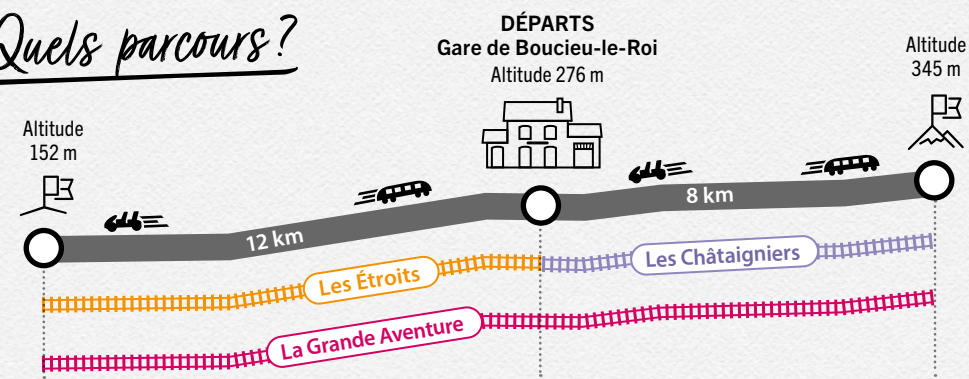 Quels parcours?
DÉPARTS
Gare de Boucieu-le-Roi
Altitude 276 m
Altitude
345 m
Altitude
152 m
8 km
12 km
Les Châtaigniers
Les Étroits
La Grande Aventure